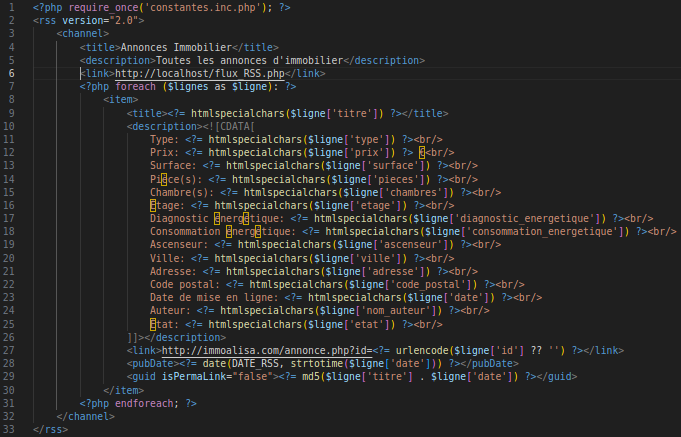 1 <?php require_once('constantes.inc.php'); ?>
2 <rss version="2.0">
3 <channel>
4 <title>Annonces Immobilier</title>
5 <description>Toutes les annonces d'immobilier</description>
6 <link>http://localhost/flux_RSS.php</link>
7 <?php foreach ($lignes as $ligne): ?>
8 <item>
9 <title><?= htmlspecialchars($ligne['titre']) ?></title>
10 <description><![CDATA[
11 Type: <?= htmlspecialchars($ligne['type']) ?><br/>
12 Prix: <?= htmlspecialchars($ligne['prix']) ?> €<br/>
13 Surface: <?= htmlspecialchars($ligne['surface']) ?><br/>
14 Pièce(s): <?= htmlspecialchars($ligne['pieces']) ?><br/>
15 Chambre(s): <?= htmlspecialchars($ligne['chambres']) ?><br/>
16 Étage: <?= htmlspecialchars($ligne['etage']) ?><br/>
17 Diagnostic énergétique: <?= htmlspecialchars($ligne['diagnostic_energetique']) ?><br/>
18 Consommation énergétique: <?= htmlspecialchars($ligne['consommation_energetique']) ?><br/>
19 Ascenseur: <?= htmlspecialchars($ligne['ascenseur']) ?><br/>
20 Ville: <?= htmlspecialchars($ligne['ville']) ?><br/>
21 Adresse: <?= htmlspecialchars($ligne['adresse']) ?><br/>
22 Code postal: <?= htmlspecialchars($ligne['code_postal']) ?><br/>
23 Date de mise en ligne: <?= htmlspecialchars($ligne['date']) ?><br/>
24 Auteur: <?= htmlspecialchars($ligne['nom_auteur']) ?><br/>
25 État: <?= htmlspecialchars($ligne['etat']) ?><br/>
26 ]]></description>
27 <link>http://immoalisa.com/annonce.php?id=<?= urlencode($ligne['id'] ?? '') ?></link>
28 <pubDate><?= date(DATE_RSS, strtotime($ligne['date'])) ?></pubDate>
29 <guid isPermaLink="false"><?= md5($ligne['titre'] . $ligne['date']) ?></guid>
30 </item>
31 <?php endforeach; ?>
32 </channel>
33 </rss>